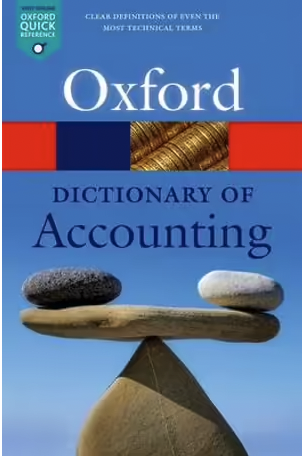 OXFORD
QUICK
REFERENCE
CLEAR DEFINITIONS OF EVEN THE
MOST TECHNICAL TERMS
Oxford
DICTIONARY OF
Accounting